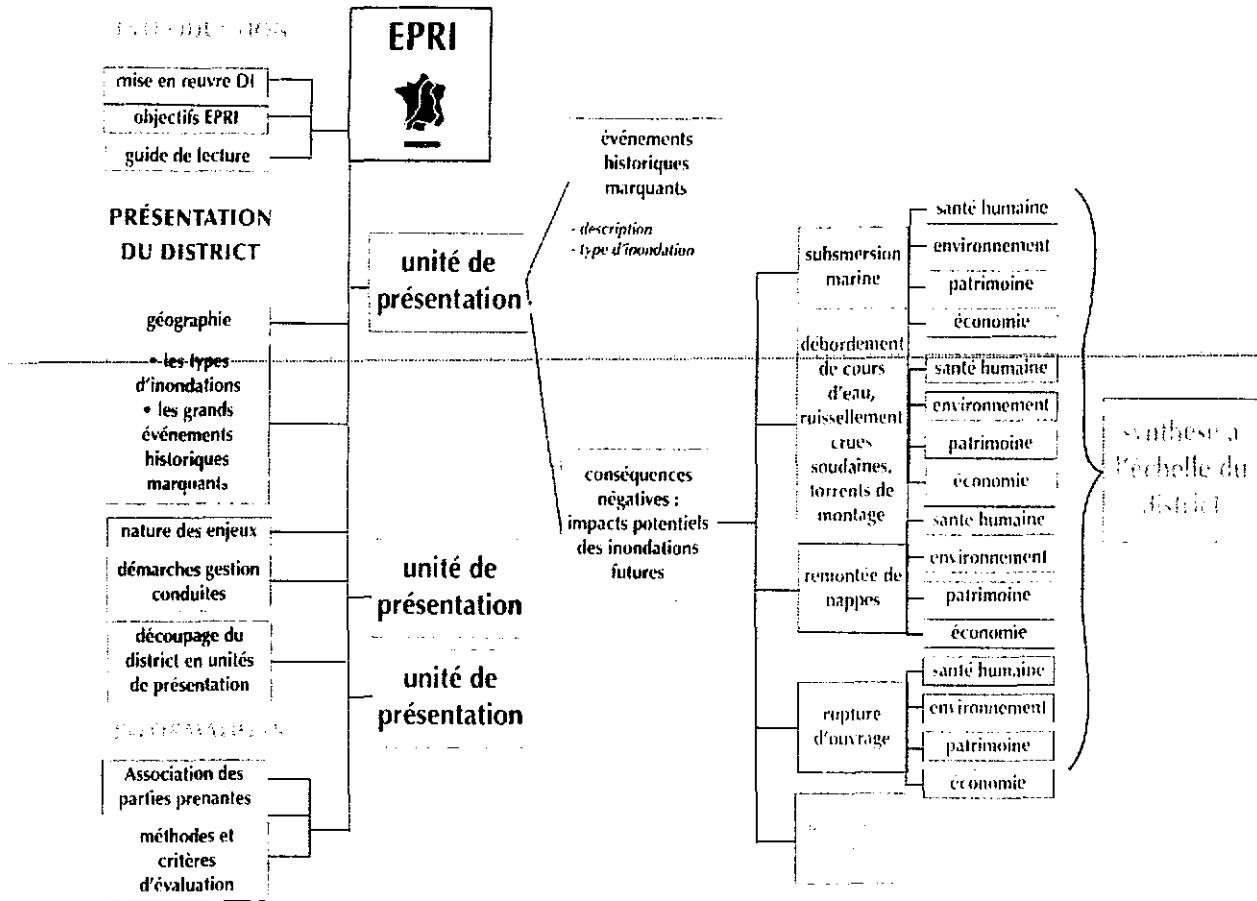 EPRI
mise en reuvre DI
objectifs EPRI
guide de lecture
PRÉSENTATION
DU DISTRICT
géographie
• les types
d'inondations
• les grands
événements
historiques
marquants
nature des enjeux
démarches gestion
conduites
découpage du
district en unités
de présentation
Association des
parties prenantes
méthodes et
critères
d'évaluation
unité de
présentation
unité de
présentation
unité de
présentation
événements
historiques
marquants
- description
- type d'inondation
conséquences
négatives :
impacts potentiels
des inondations
futures
subsmersion
marine
débordement
de cours
d'eau,
ruissellement
crues
soudaines,
torrents de
montage
remontée de
nappes
rupture
d'ouvrage
santé humaine
environnement
patrimoine
économie
santé humaine
environnement
patrimoine
économie
santé humaine
environnement
patrimoine
économie
santé humaine
environnement
patrimoine
économie
synthèse à
l'échelle du
district